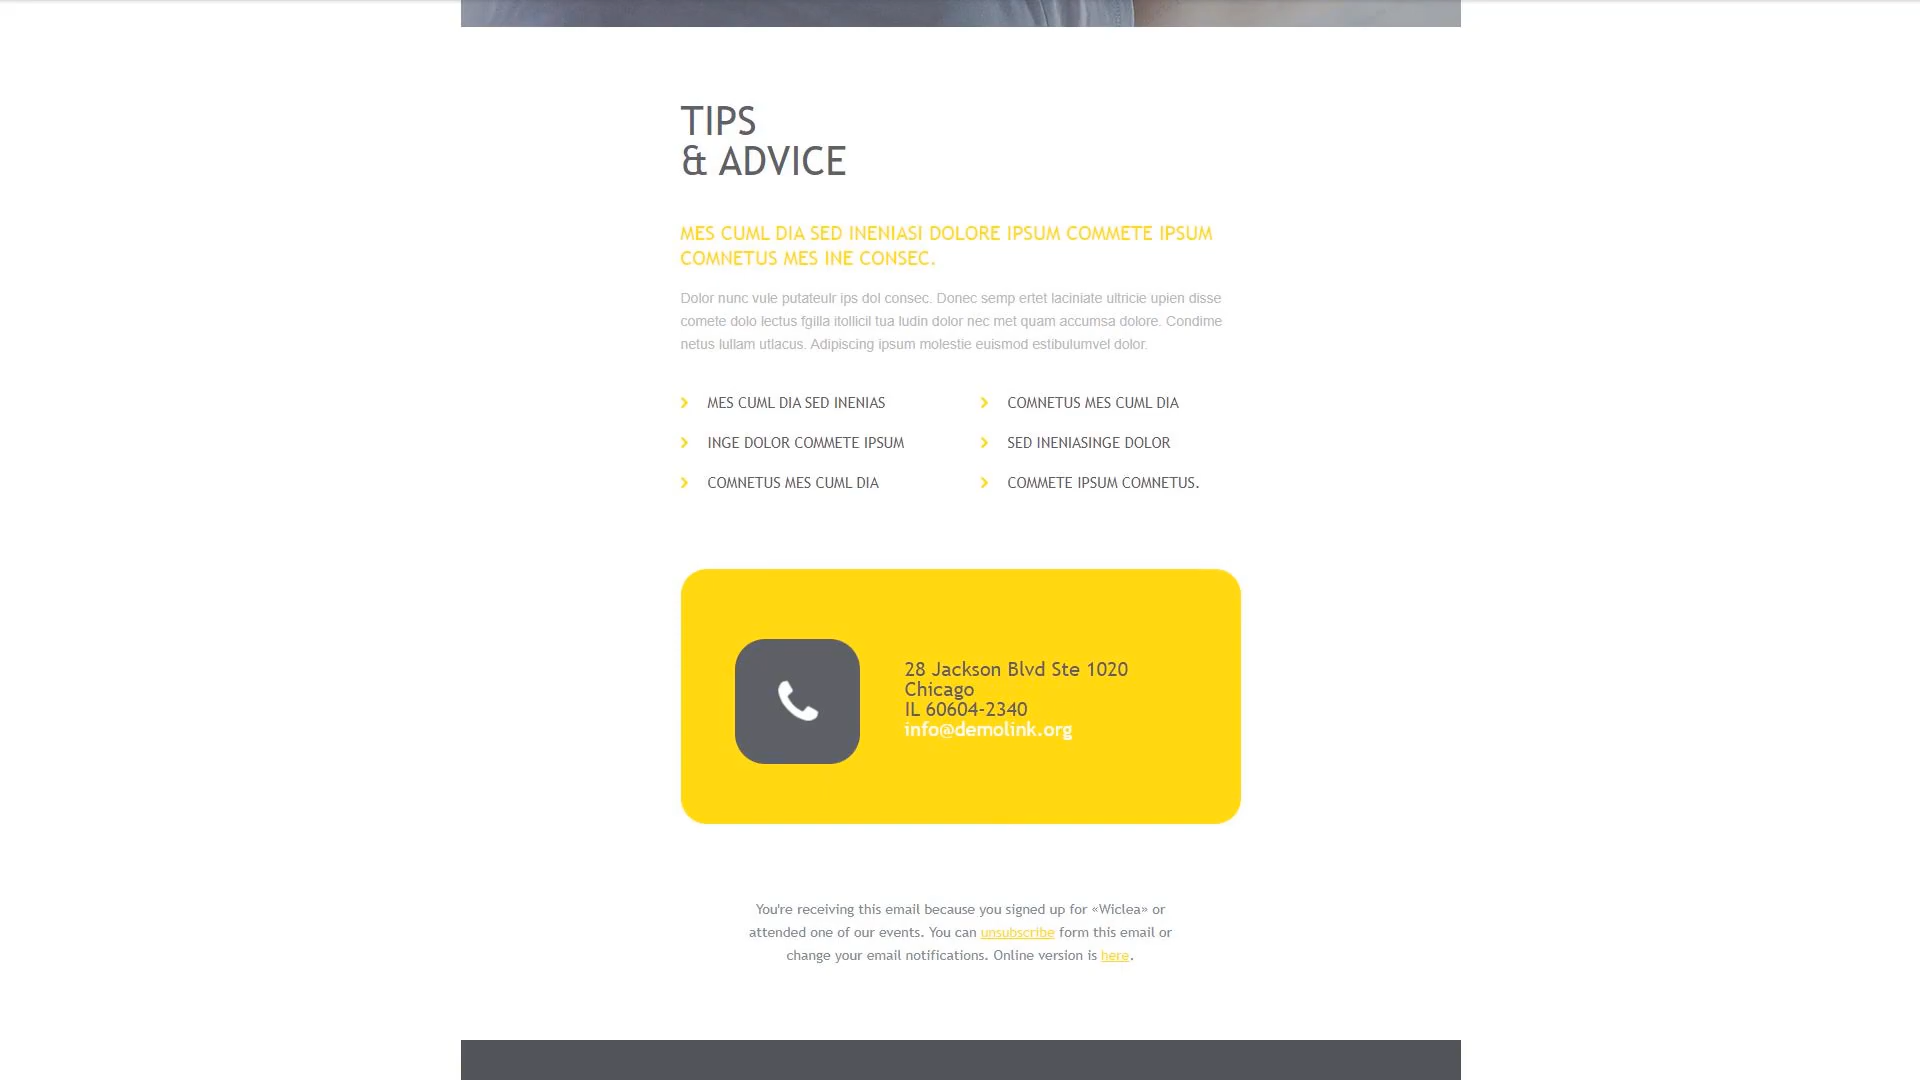 TIPS
& ADVICE
MES CUML DIA SED INENIASI DOLORE IPSUM COMMETE IPSUM
COMNETUS MES INE CONSEC.
Dolor nunc vule putateulr ips dol consec. Donec semp ertet laciniate ultricie upien disse
comete dolo lectus fgilla itollicil tua ludin dolor nec met quam accumsa dolore. Condime
netus lullam utlacus. Adipiscing ipsum molestie euismod estibulumvel dolor.
MES CUML DIA SED INENIAS
INGE DOLOR COMMETE IPSUM
COMNETUS MES CUML DIA
COMNETUS MES CUML DIA
SED INENIASINGE DOLOR
COMMETE IPSUM COMNETUS.
28 Jackson Blvd Ste 1020
Chicago
IL 60604-2340
info@demolink.org
You're receiving this email because you signed up for «Wiclea» or
attended one of our events. You can unsubscribe form this email or
change your email notifications. Online version is here.